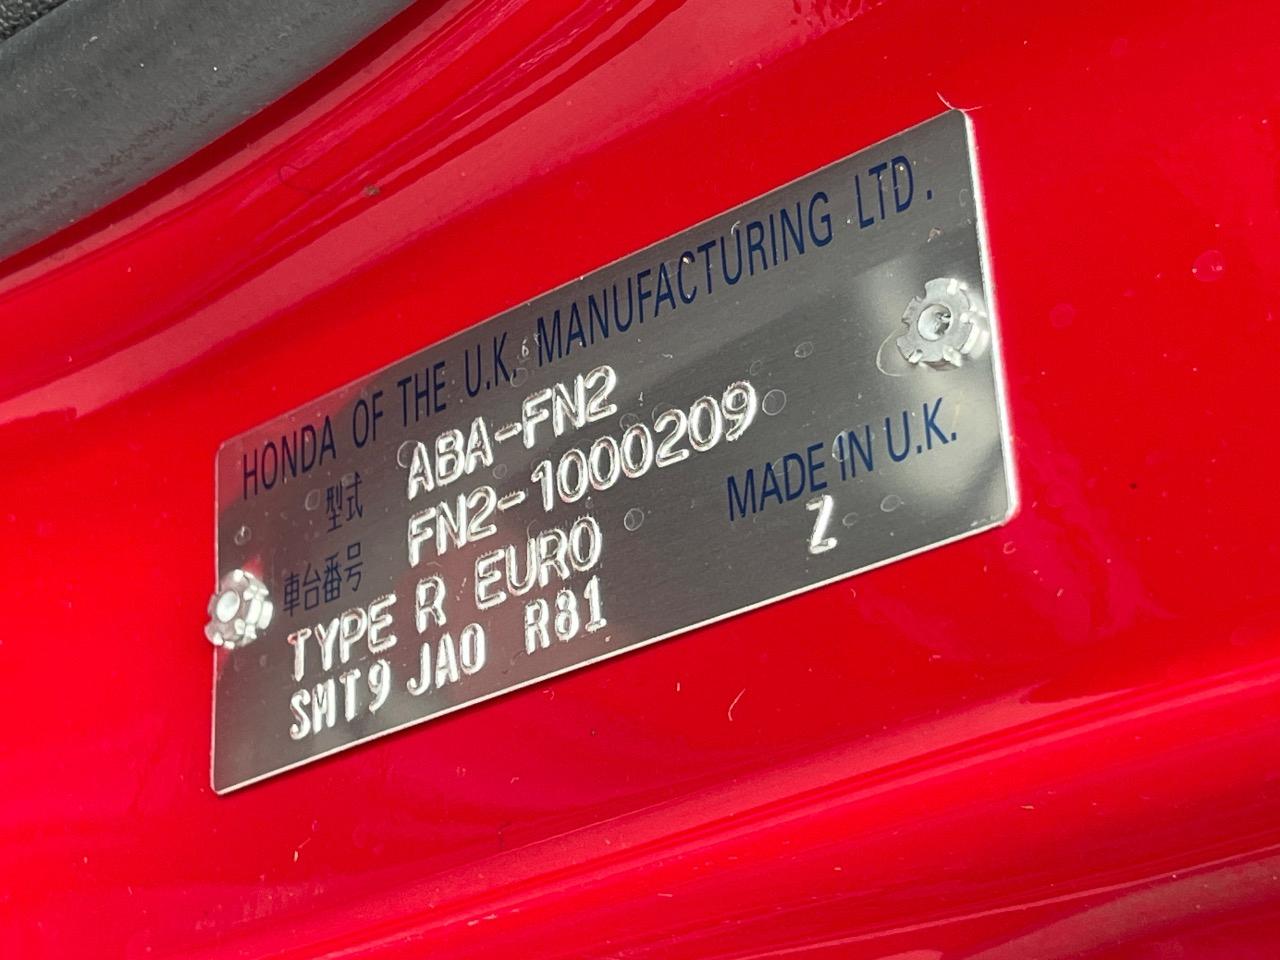 HONDA OF THE U.K. MANUFACTURING LTD.
型式 ABA-FN2
車台番号 FN2-1000209
MADE IN U.K.
TYPE R EURO Z
SMT9 JA0 R81